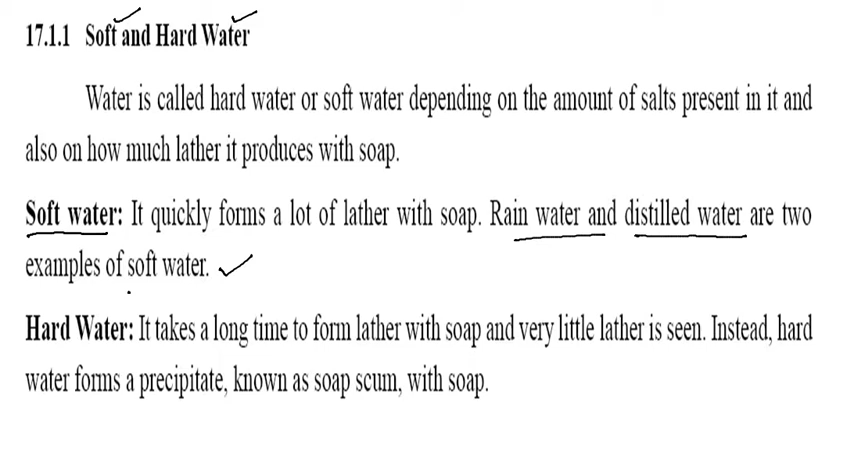 17.1.1 Soft and Hard Water
Water is called hard water or soft water depending on the amount of salts present in it and
also on how much lather it produces with soap.
Soft water: It quickly forms a lot of lather with soap. Rain water and distilled water are two
examples of soft water.
Hard Water: It takes a long time to form lather with soap and very little lather is seen. Instead, hard
water forms a precipitate, known as soap scum, with soap.